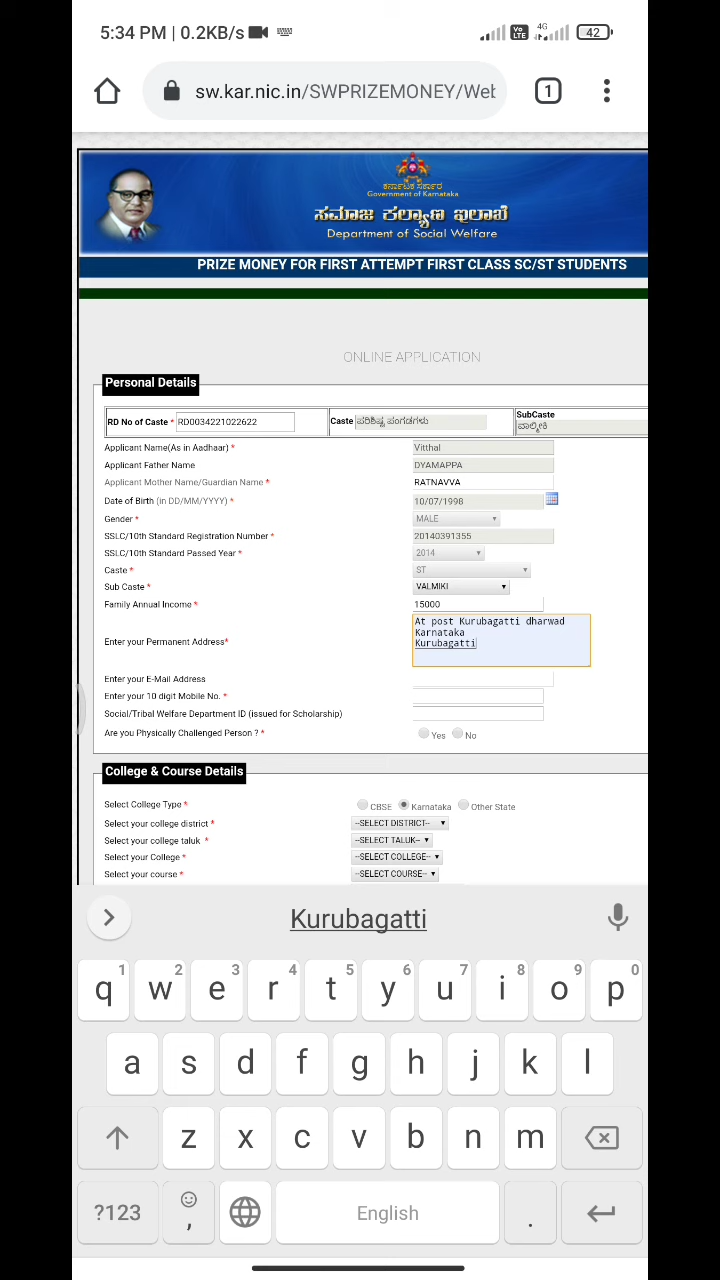 5:34 PM | 0.2KB/s
Vo LTE 4G 42
sw.kar.nic.in/SWPRIZEMONEY/Web
1
ಕರ್ನಾಟಕ ಸರ್ಕಾರ
Government of Karnataka
ಸಮಾಜ ಕಲ್ಯಾಣ ಇಲಾಖೆ
Department of Social Welfare
PRIZE MONEY FOR FIRST ATTEMPT FIRST CLASS SC/ST STUDENTS
ONLINE APPLICATION
Personal Details
RD No of Caste * RD0034221022622 Caste ಪರಿಶಿಷ್ಟ ಪಂಗಡಗಳು SubCaste ವಾಲ್ಮೀಕಿ
Applicant Name(As in Aadhaar) * Vitthal
Applicant Father Name DYAMAPPA
Applicant Mother Name/Guardian Name * RATNAVVA
Date of Birth (in DD/MM/YYYY) * 10/07/1998
Gender * MALE
SSLC/10th Standard Registration Number * 20140391355
SSLC/10th Standard Passed Year * 2014
Caste * ST
Sub Caste * VALMIKI
Family Annual Income * 15000
Enter your Permanent Address* At post Kurubagatti dharwad
Karnataka
Kurubagatti
Enter your E-Mail Address
Enter your 10 digit Mobile No. *
Social/Tribal Welfare Department ID (issued for Scholarship)
Are you Physically Challenged Person ? * Yes No
College & Course Details
Select College Type * CBSE Karnataka Other State
Select your college district * --SELECT DISTRICT--
Select your college taluk * --SELECT TALUK--
Select your College * --SELECT COLLEGE--
Select your course * --SELECT COURSE--
Kurubagatti
1 2 3 4 5 6 7 8 9 0
q w e r t y u i o p
a s d f g h j k l
z x c v b n m
?123 , English .